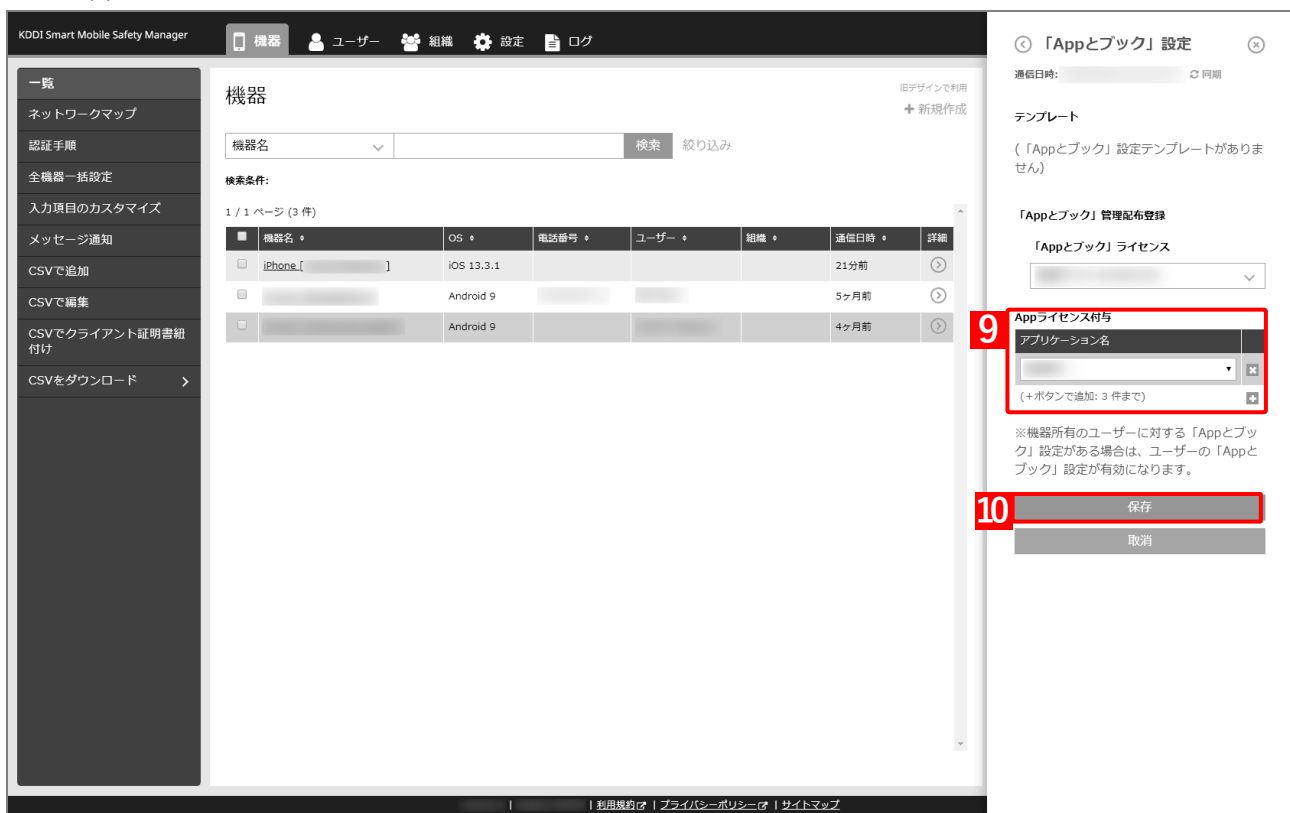 KDDI Smart Mobile Safety Manager
機器 ユーザー 組織 設定 ログ
一覧
ネットワークマップ
認証手順
全機器一括設定
入力項目のカスタマイズ
メッセージ通知
CSVで追加
CSVで編集
CSVでクライアント証明書紐
付け
CSVをダウンロード
機器
旧デザインで利用
新規作成
機器名
検索 絞り込み
検索条件:
1 / 1 ページ (3 件)
機器名 OS 電話番号 ユーザー 組織 通信日時 詳細
iPhone [ ] iOS 13.3.1 21分前
Android 9 5ヶ月前
Android 9 4ヶ月前
「Appとブック」設定
通信日時: 同期
テンプレート
(「Appとブック」設定テンプレートがありま
せん)
「Appとブック」管理配布登録
「Appとブック」ライセンス
9
Appライセンス付与
アプリケーション名
(+ボタンで追加: 3 件まで)
※機器所有のユーザーに対する「Appとブッ
ク」設定がある場合は、ユーザーの「Appと
ブック」設定が有効になります。
10
保存
取消
| | 利用規約 | プライバシーポリシー | サイトマップ